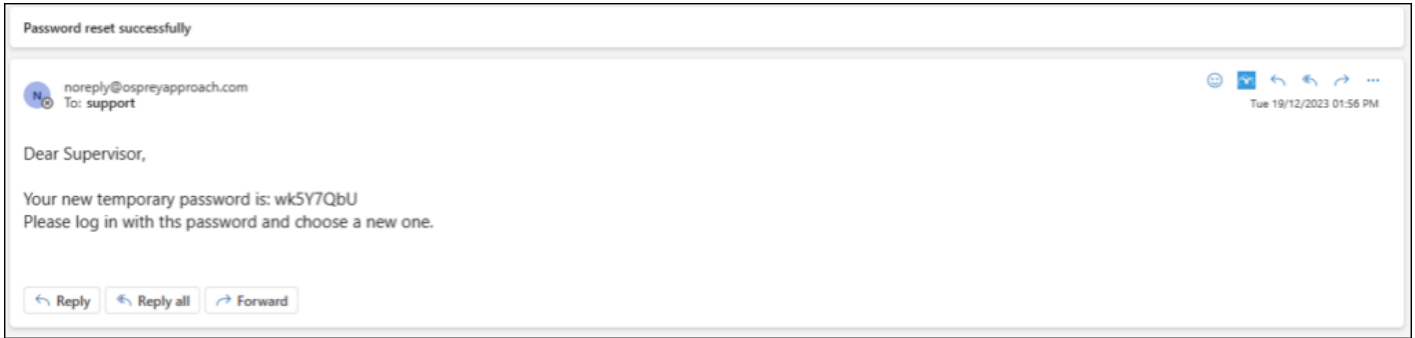 Password reset successfully
N
noreply@ospreyapproach.com
To: support
Tue 19/12/2023 01:56 PM
Dear Supervisor,
Your new temporary password is: wk5Y7QbU
Please log in with ths password and choose a new one.
Reply
Reply all
Forward